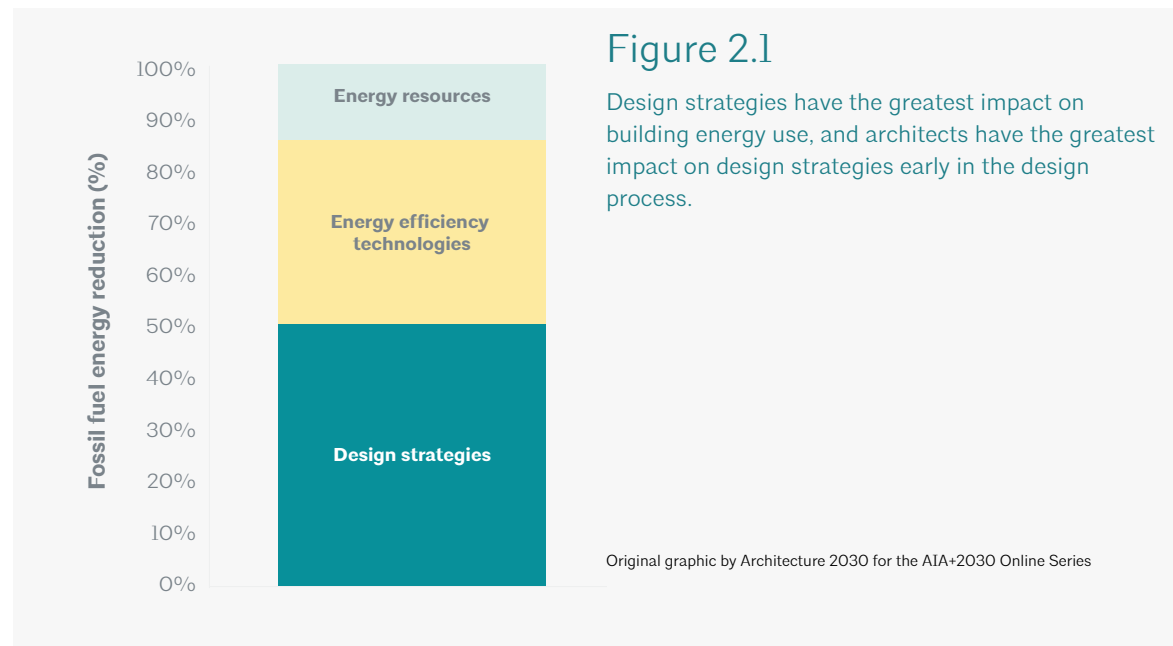 Figure 2.1
Design strategies have the greatest impact on
building energy use, and architects have the greatest
impact on design strategies early in the design
process.
Fossil fuel energy reduction (%)
100%
90%
80%
70%
60%
50%
40%
30%
20%
10%
0%
Energy resources
Energy efficiency
technologies
Design strategies
Original graphic by Architecture 2030 for the AIA+2030 Online Series